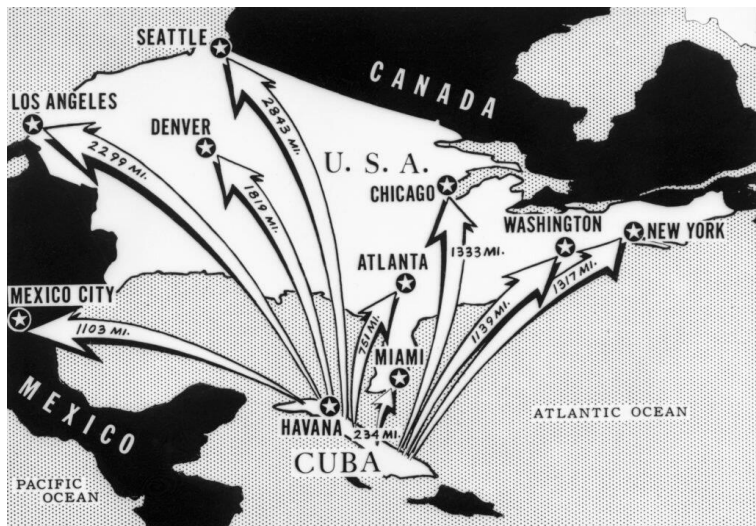 SEATTLE
CANADA
LOS ANGELES
2843 MI.
DENVER
2299 MI.
U. S. A.
1819 MI.
CHICAGO
WASHINGTON
NEW YORK
1333 MI.
ATLANTA
MEXICO CITY
1139 MI.
1317 MI.
1103 MI.
751 MI.
MIAMI
MEXICO
HAVANA
234 MI.
ATLANTIC OCEAN
CUBA
PACIFIC
OCEAN